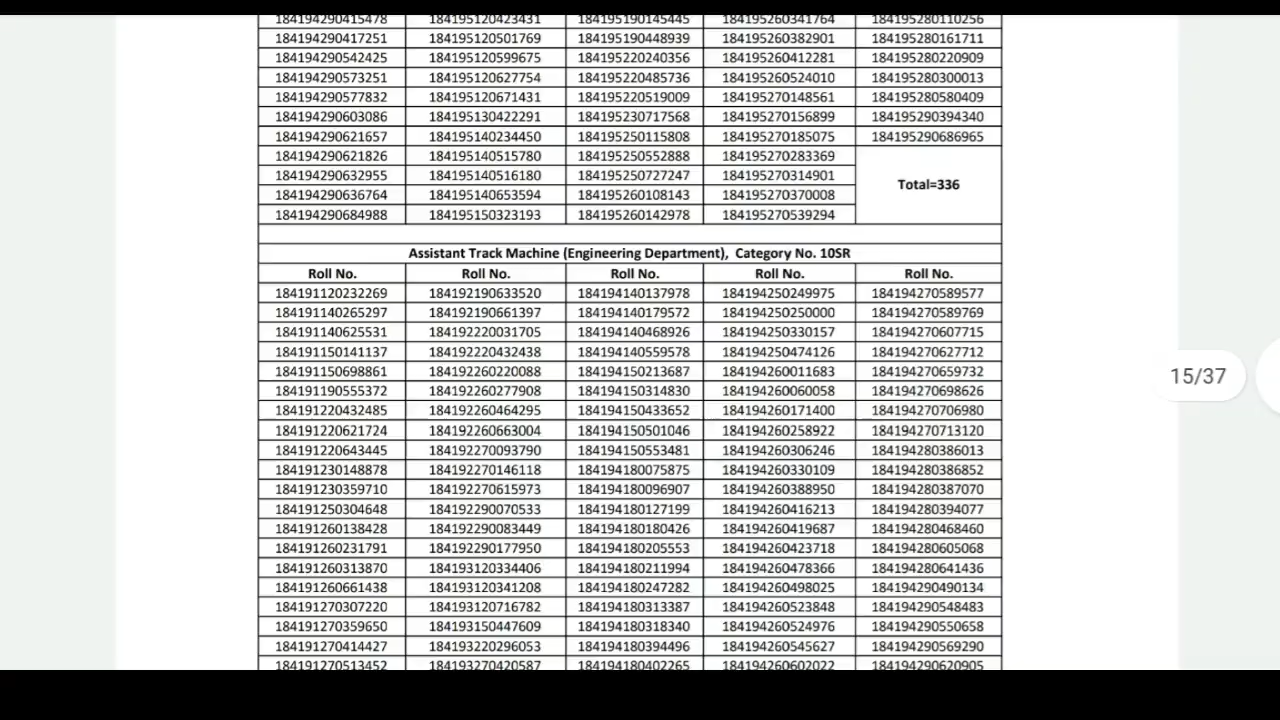 184194290415478 184195120423431 184195190145445 184195260341764 184195280110256
184194290417251 184195120501769 184195190448939 184195260382901 184195280161711
184194290542425 184195120599675 184195220240356 184195260412281 184195280220909
184194290573251 184195120627754 184195220485736 184195260524010 184195280300013
184194290577832 184195120671431 184195220519009 184195270148561 184195280580409
184194290603086 184195130422291 184195230717568 184195270156899 184195290394340
184194290621657 184195140234450 184195250115808 184195270185075 184195290686965
184194290621826 184195140515780 184195250552888 184195270283369
184194290632955 184195140516180 184195250727247 184195270314901
Total=336
184194290636764 184195140653594 184195260108143 184195270370008
184194290684988 184195150323193 184195260142978 184195270539294
Assistant Track Machine (Engineering Department), Category No. 10SR
Roll No. Roll No. Roll No. Roll No. Roll No.
184191120232269 184192190633520 184194140137978 184194250249975 184194270589577
184191140265297 184192190661397 184194140179572 184194250250000 184194270589769
184191140625531 184192220031705 184194140468926 184194250330157 184194270607715
184191150141137 184192220432438 184194140559578 184194250474126 184194270627712
184191150698861 184192260220088 184194150213687 184194260011683 184194270659732
184191190555372 184192260277908 184194150314830 184194260060058 184194270698626
184191220432485 184192260464295 184194150433652 184194260171400 184194270706980
184191220621724 184192260663004 184194150501046 184194260258922 184194270713120
184191220643445 184192270093790 184194150553481 184194260306246 184194280386013
184191230148878 184192270146118 184194180075875 184194260330109 184194280386852
184191230359710 184192270615973 184194180096907 184194260388950 184194280387070
184191250304648 184192290070533 184194180127199 184194260416213 184194280394077
184191260138428 184192290083449 184194180180426 184194260419687 184194280468460
184191260231791 184192290177950 184194180205553 184194260423718 184194280605068
184191260313870 184193120334406 184194180211994 184194260478366 184194280641436
184191260661438 184193120341208 184194180247282 184194260498025 184194290490134
184191270307220 184193120716782 184194180313387 184194260523848 184194290548483
184191270359650 184193150447609 184194180318340 184194260524976 184194290550658
184191270414427 184193220296053 184194180394496 184194260545627 184194290569290
184191270513452 184193270420587 184194180402265 184194260602022 184194290620905
15/37